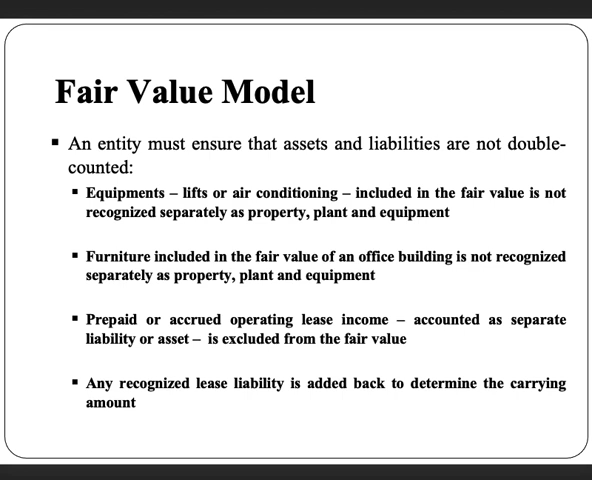 Fair Value Model
▪ An entity must ensure that assets and liabilities are not double-
counted:
▪ Equipments – lifts or air conditioning – included in the fair value is not
recognized separately as property, plant and equipment
▪ Furniture included in the fair value of an office building is not recognized
separately as property, plant and equipment
▪ Prepaid or accrued operating lease income – accounted as separate
liability or asset – is excluded from the fair value
▪ Any recognized lease liability is added back to determine the carrying
amount